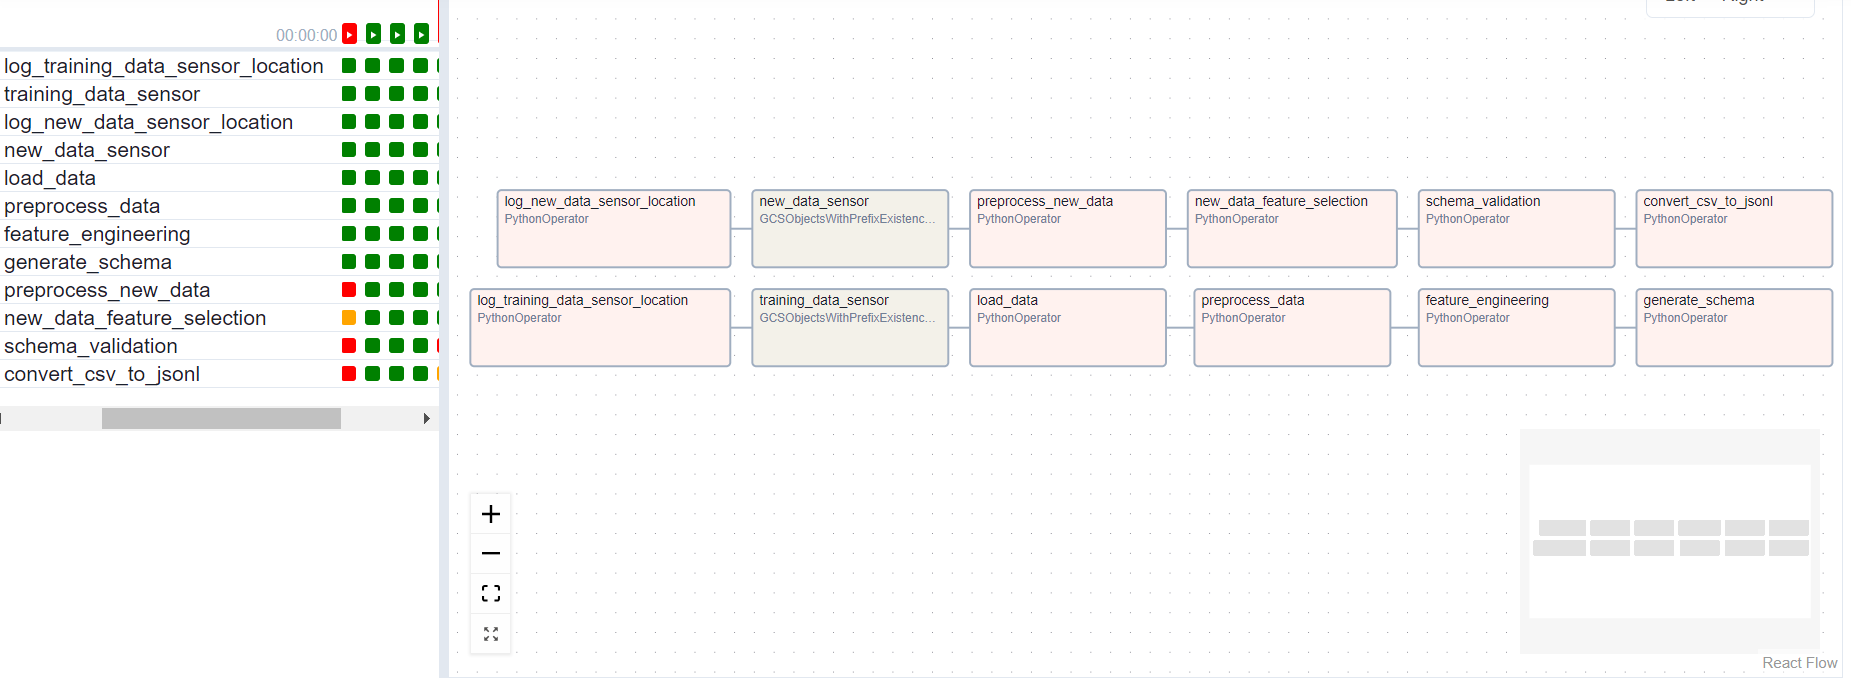 00:00:00
log_training_data_sensor_location
training_data_sensor
log_new_data_sensor_location
new_data_sensor
load_data
preprocess_data
feature_engineering
generate_schema
preprocess_new_data
new_data_feature_selection
schema_validation
convert_csv_to_jsonl
log_new_data_sensor_location
PythonOperator
new_data_sensor
GCSObjectsWithPrefixExistenc...
preprocess_new_data
PythonOperator
new_data_feature_selection
PythonOperator
schema_validation
PythonOperator
convert_csv_to_jsonl
PythonOperator
log_training_data_sensor_location
PythonOperator
training_data_sensor
GCSObjectsWithPrefixExistenc...
load_data
PythonOperator
preprocess_data
PythonOperator
feature_engineering
PythonOperator
generate_schema
PythonOperator
React Flow